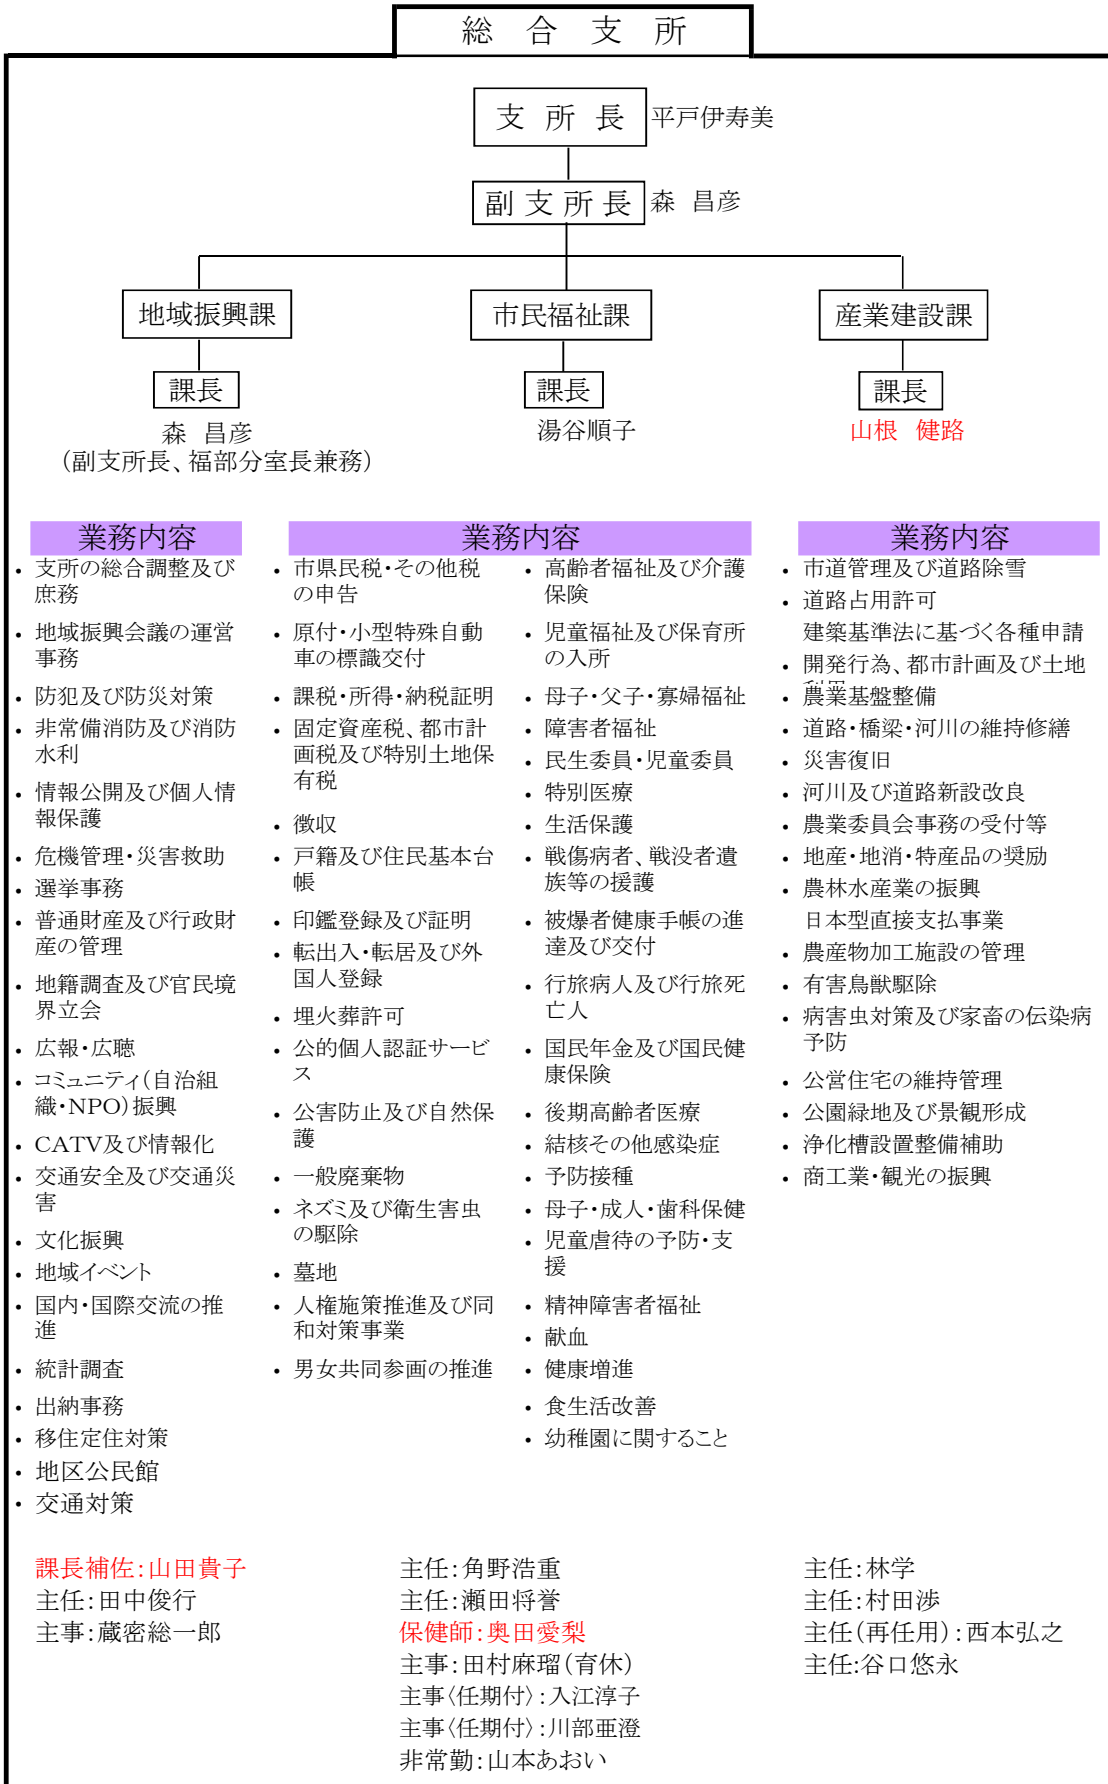 総合支所
支所長 平戸伊寿美
副支所長 森 昌彦
地域振興課 市民福祉課 産業建設課
課長 課長 課長
森 昌彦 湯谷順子 山根 健路
(副支所長、福部分室長兼務)
業務内容
・支所の総合調整及び
庶務
・地域振興会議の運営
事務
・防犯及び防災対策
・非常備消防及び消防
水利
・情報公開及び個人情
報保護
・危機管理・災害救助
・選挙事務
・普通財産及び行政財
産の管理
・地籍調査及び官民境
界立会
・広報・広聴
・コミュニティ(自治組
織・NPO)振興
・CATV及び情報化
・交通安全及び交通災
害
・文化振興
・地域イベント
・国内・国際交流の推
進
・統計調査
・出納事務
・移住定住対策
・地区公民館
・交通対策
業務内容
・市県民税・その他税
の申告
・原付・小型特殊自動
車の標識交付
・課税・所得・納税証明
・固定資産税、都市計
画税及び特別土地保
有税
・徴収
・戸籍及び住民基本台
帳
・印鑑登録及び証明
・転出入・転居及び外
国人登録
・埋火葬許可
・公的個人認証サービ
ス
・公害防止及び自然保
護
・一般廃棄物
・ネズミ及び衛生害虫
の駆除
・墓地
・人権施策推進及び同
和対策事業
・男女共同参画の推進
・高齢者福祉及び介護
保険
・児童福祉及び保育所
の入所
・母子・父子・寡婦福祉
・障害者福祉
・民生委員・児童委員
・特別医療
・生活保護
・戦傷病者、戦没者遺
族等の援護
・被爆者健康手帳の進
達及び交付
・行旅病人及び行旅死
亡人
・国民年金及び国民健
康保険
・後期高齢者医療
・結核その他感染症
・予防接種
・母子・成人・歯科保健
・児童虐待の予防・支
援
・精神障害者福祉
・献血
・健康増進
・食生活改善
・幼稚園に関すること
業務内容
・市道管理及び道路除雪
・道路占用許可
建築基準法に基づく各種申請
・開発行為、都市計画及び土地
・農業基盤整備
・道路・橋梁・河川の維持修繕
・災害復旧
・河川及び道路新設改良
・農業委員会事務の受付等
・地産・地消・特産品の奨励
・農林水産業の振興
日本型直接支払事業
・農産物加工施設の管理
・有害鳥獣駆除
・病害虫対策及び家畜の伝染病
予防
・公営住宅の維持管理
・公園緑地及び景観形成
・浄化槽設置整備補助
・商工業・観光の振興
課長補佐:山田貴子
主任:田中俊行
主事:蔵密総一郎
主任:角野浩重
主任:瀬田将誉
保健師:奥田愛梨
主事:田村麻瑠(育休)
主事〈任期付〉:入江淳子
主事〈任期付〉:川部亜澄
非常勤:山本あおい
主任:林学
主任:村田渉
主任(再任用):西本弘之
主任:谷口悠永